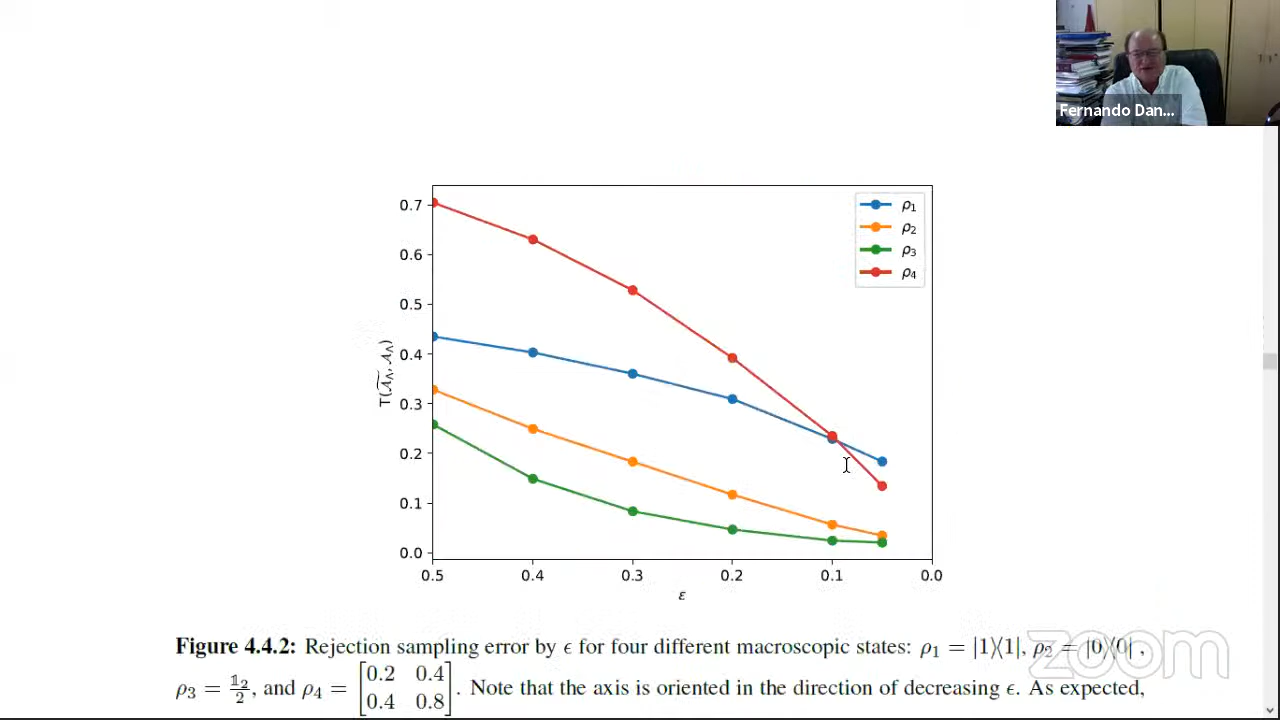 Fernando Dan...
ρ₁
ρ₂
ρ₃
ρ₄
T(𝒜̃_Λ, 𝒜_Λ)
0.7
0.6
0.5
0.4
0.3
0.2
0.1
0.0
0.5 0.4 0.3 0.2 0.1 0.0
ε
Figure 4.4.2: Rejection sampling error by ϵ for four different macroscopic states: ρ₁ = |1⟩⟨1|, ρ₂ = |0⟩⟨0|,
ρ₃ = 𝟙₂/2, and ρ₄ = [0.2 0.4
0.4 0.8]. Note that the axis is oriented in the direction of decreasing ϵ. As expected,
zoom